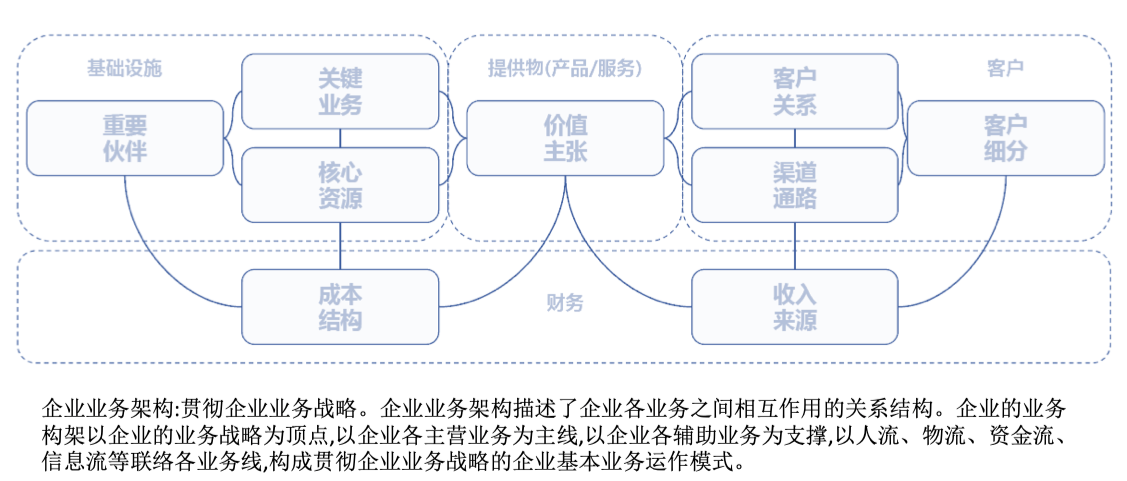 基础设施
提供物(产品/服务)
客户
关键
业务
客户
关系
重要
伙伴
价值
主张
客户
细分
核心
资源
渠道
通路
成本
结构
财务
收入
来源
企业业务架构:贯彻企业业务战略。企业业务架构描述了企业各业务之间相互作用的关系结构。企业的业务
构架以企业的业务战略为顶点,以企业各主营业务为主线,以企业各辅助业务为支撑,以人流、物流、资金流、
信息流等联络各业务线,构成贯彻企业业务战略的企业基本业务运作模式。